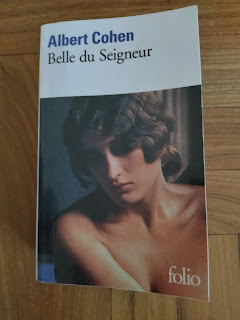 Albert Cohen
Belle du Seigneur
folio